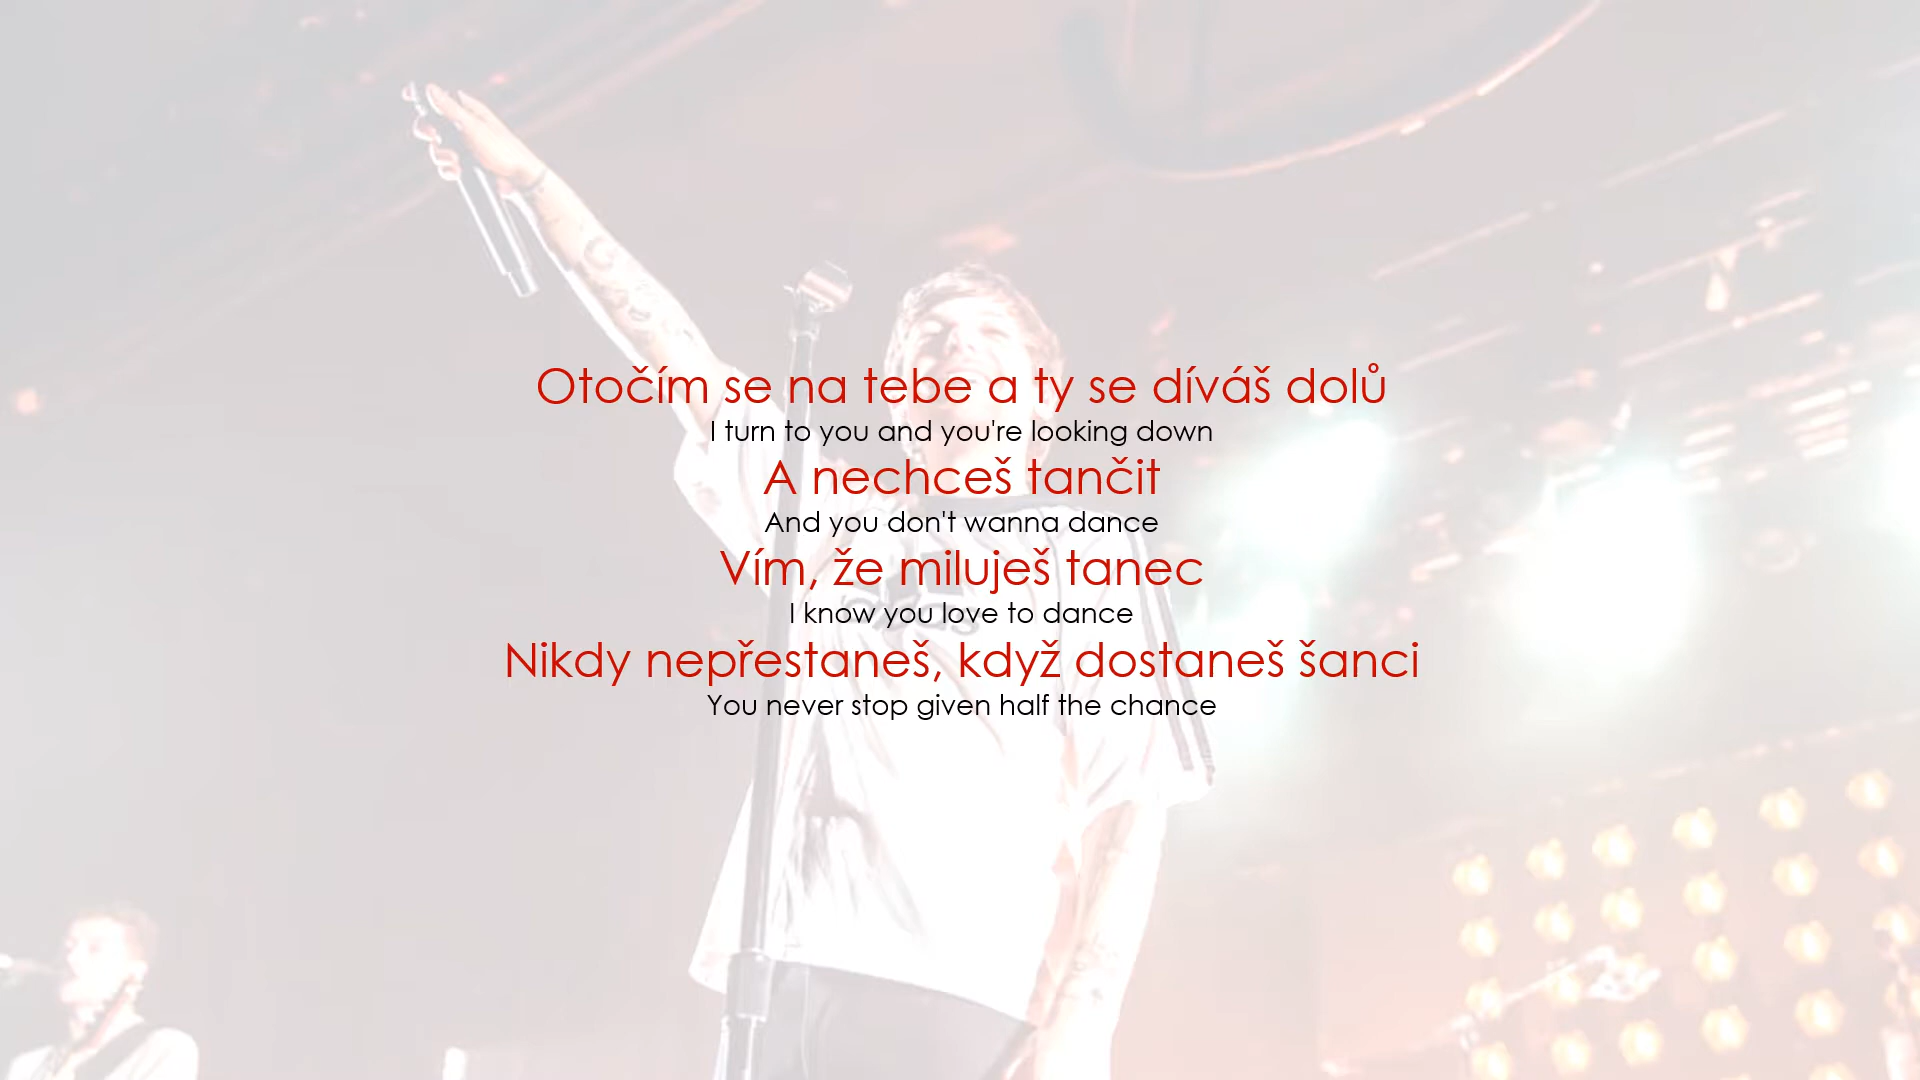 Otočím se na tebe a ty se díváš dolů
I turn to you and you're looking down
A nechceš tančit
And you don't wanna dance
Vím, že miluješ tanec
I know you love to dance
Nikdy nepřestaneš, když dostaneš šanci
You never stop given half the chance